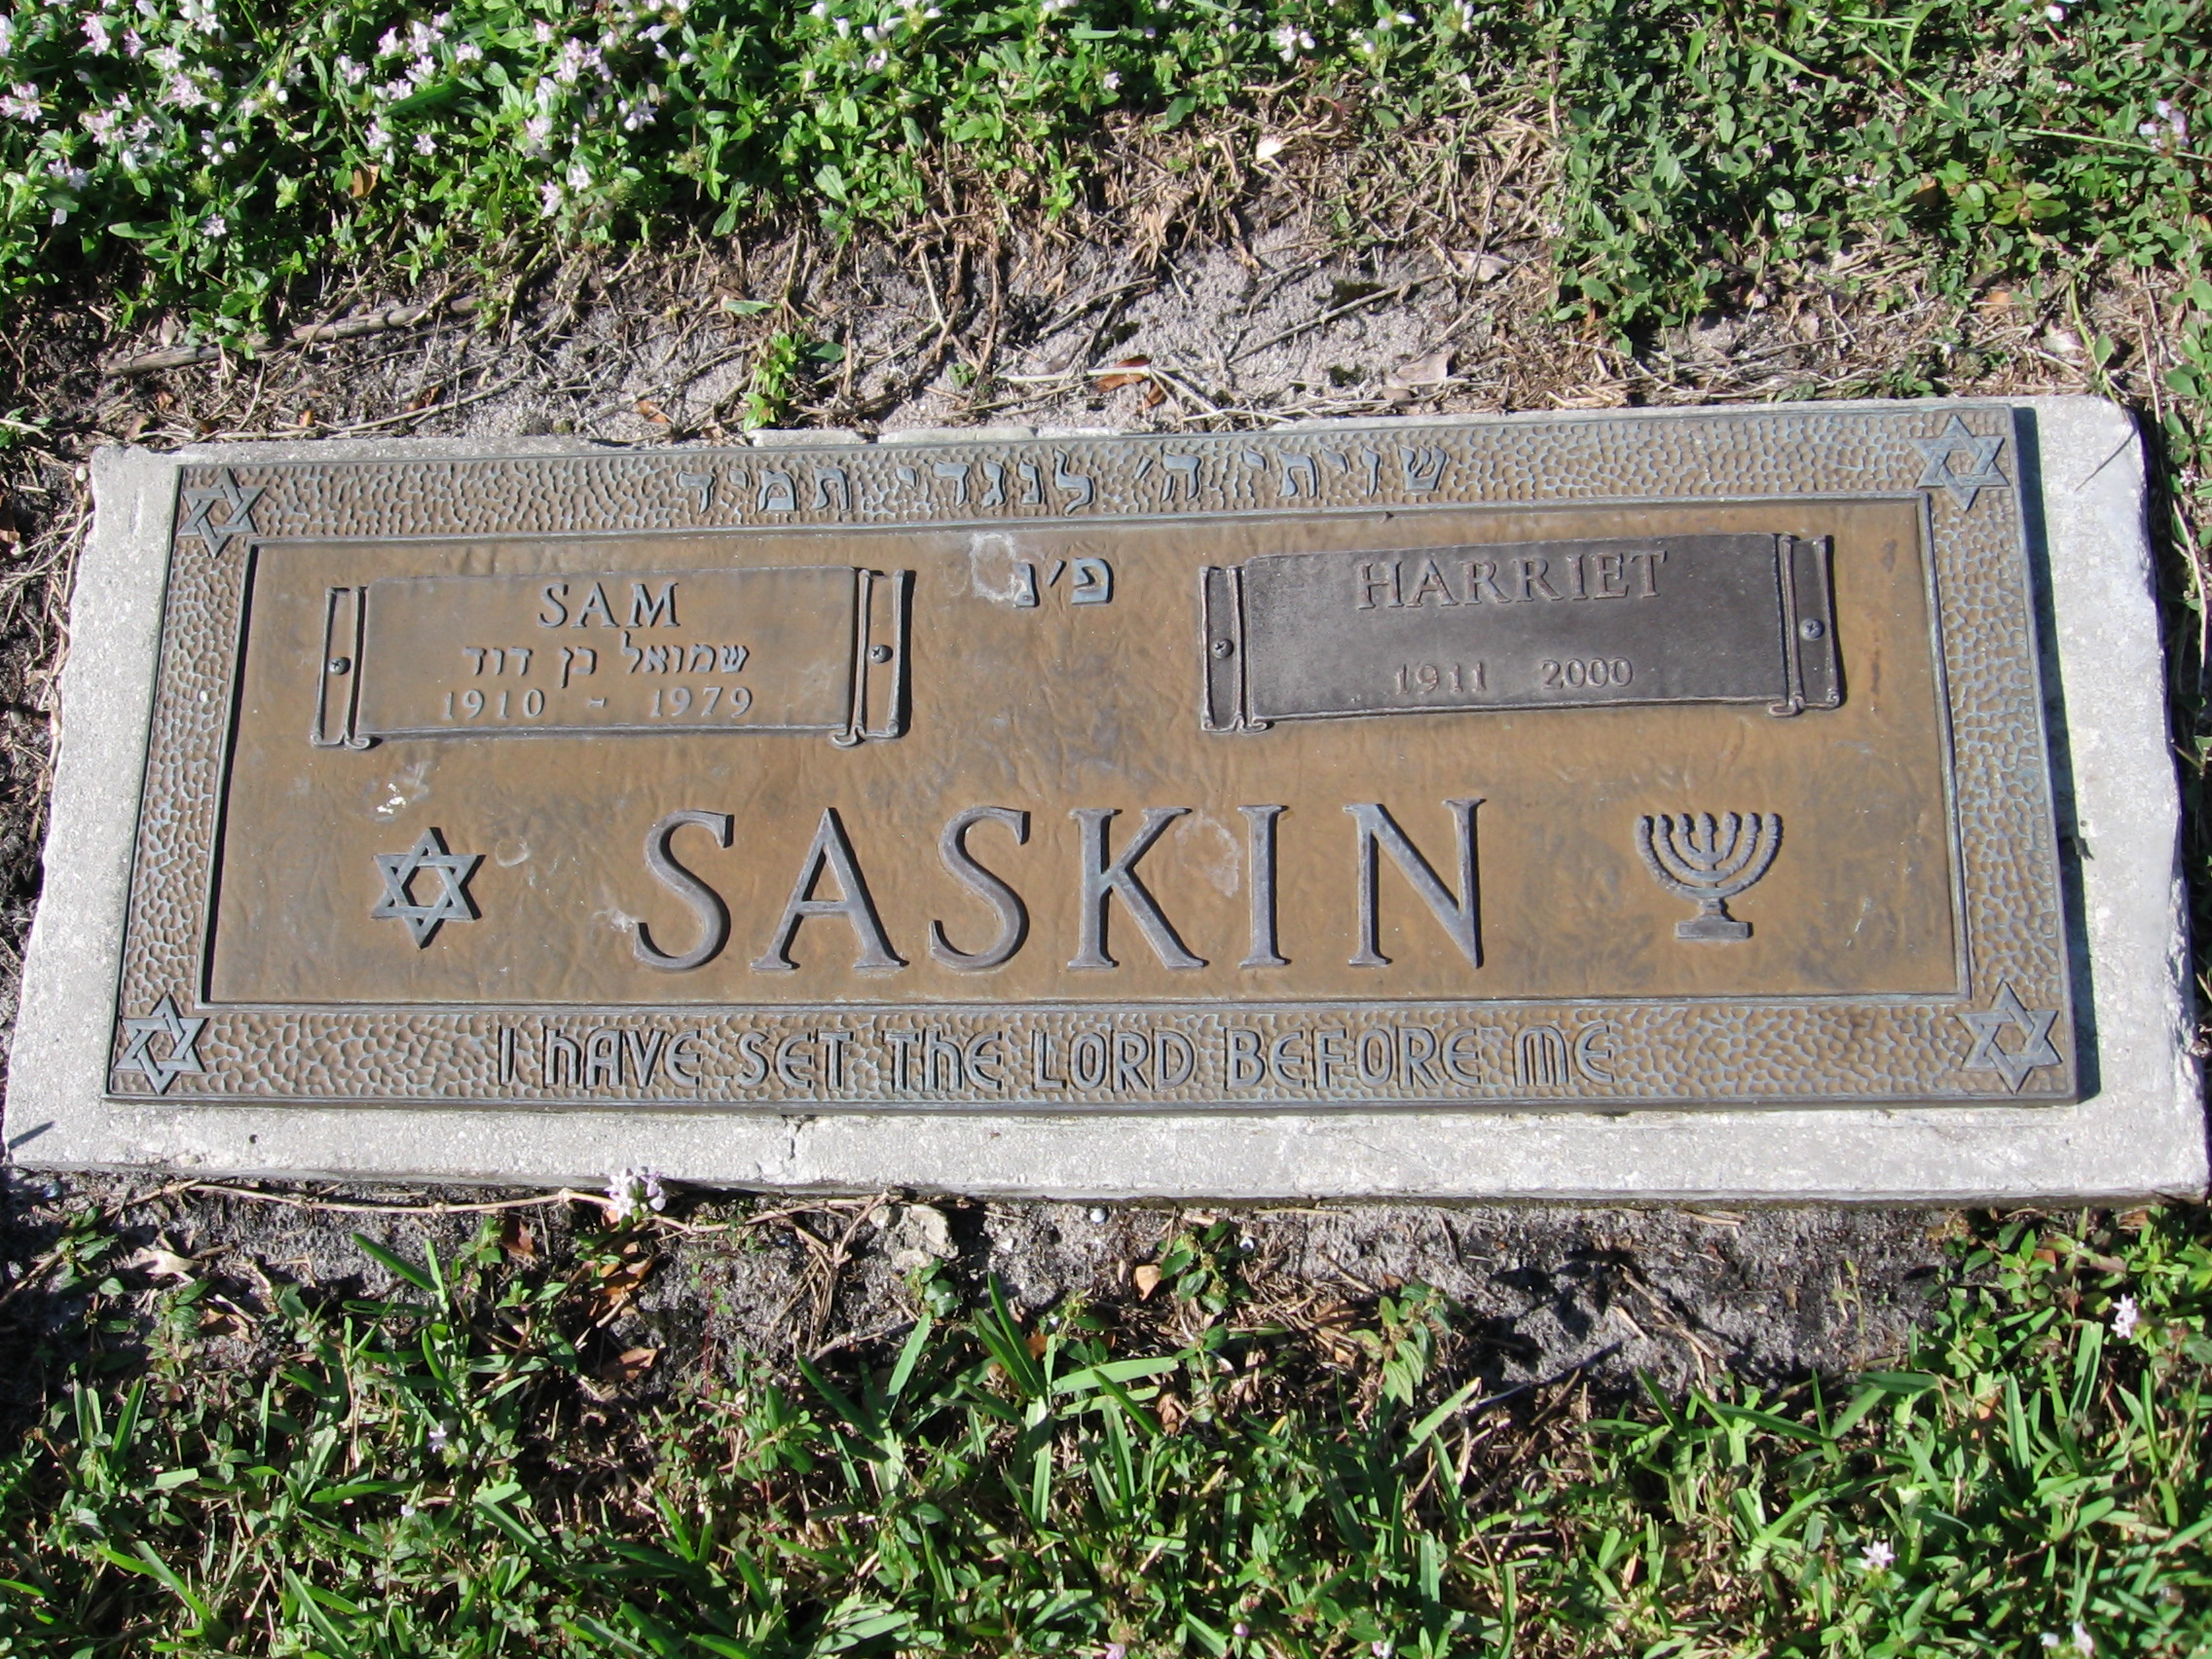 שויתי ה׳ לנגדי תמיד
פ׳נ
SAM
שמואל בן דוד
1910 - 1979
HARRIET
1911 2000
SASKIN
I HAVE SET THE LORD BEFORE ME